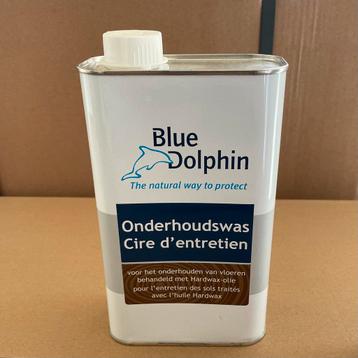 Blue
Dolphin
The natural way to protect
Onderhoudswas
Cire d'entretien
voor het onderhouden van vloeren
behandeld met Hardwax-olie
pour l'entretien des sols traités
avec l'huile Hardwax